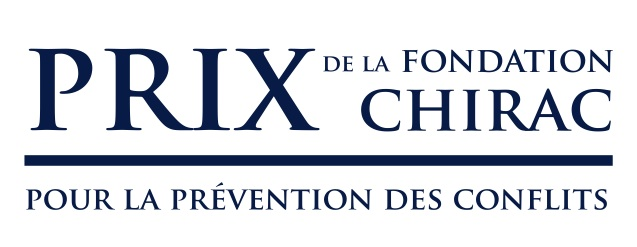 PRIX DE LA FONDATION
CHIRAC
POUR LA PRÉVENTION DES CONFLITS